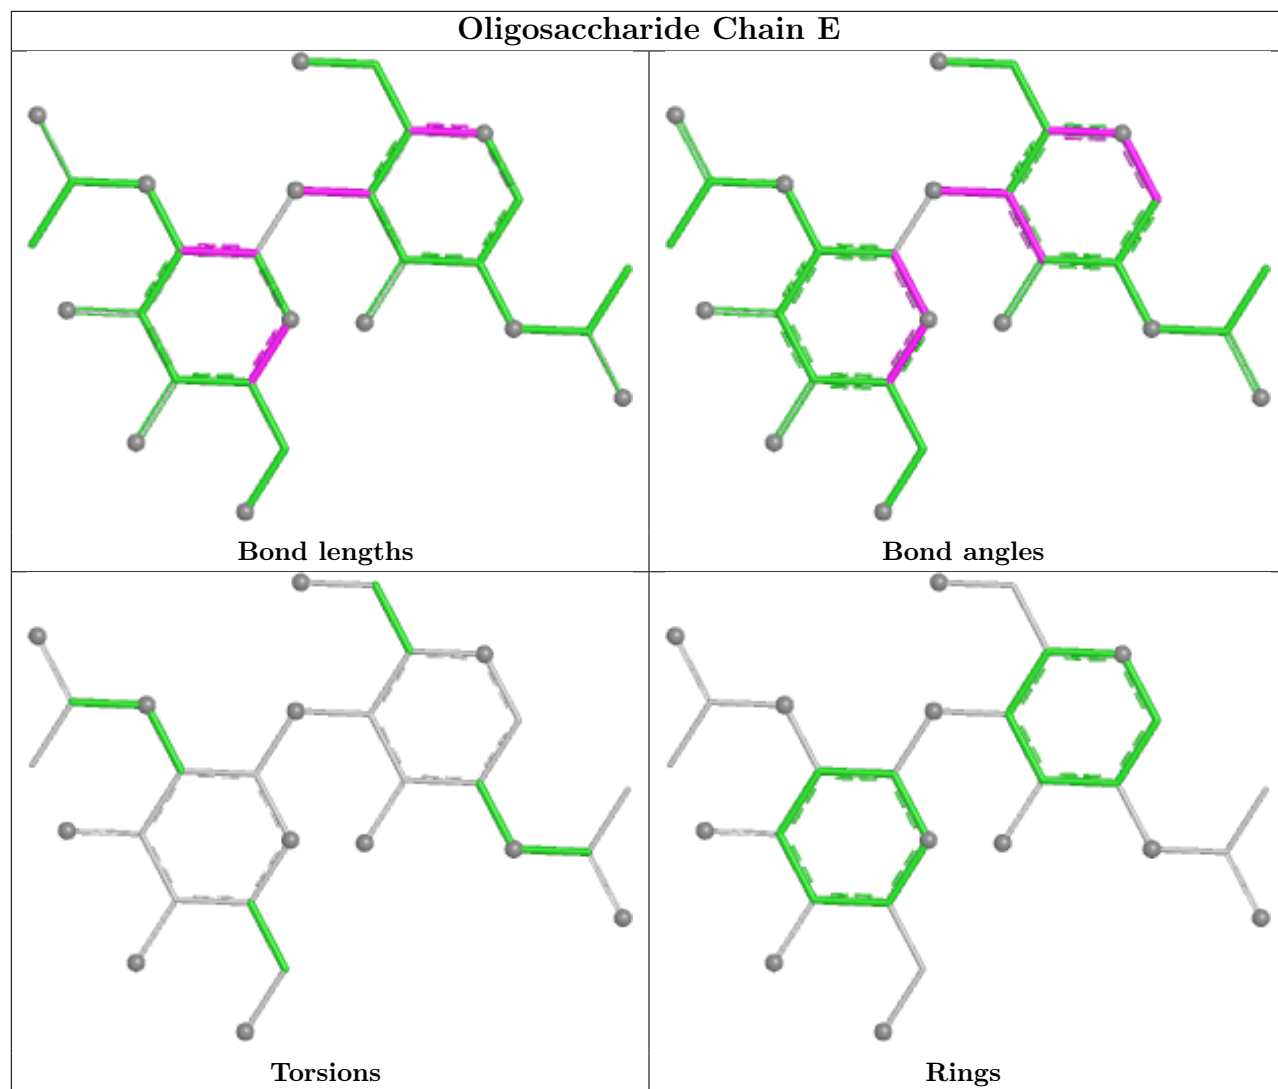 Oligosaccharide Chain E
Bond lengths
Bond angles
Torsions
Rings